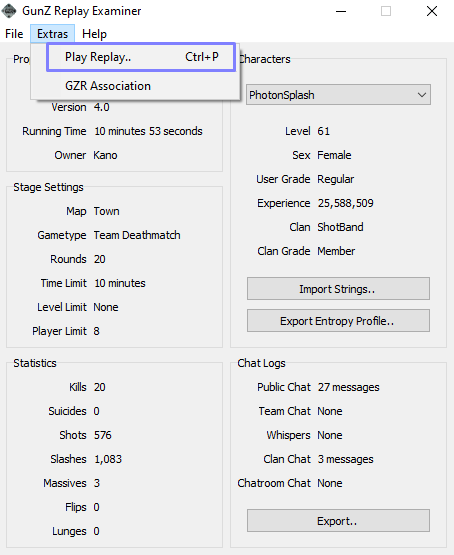 GunZ Replay Examiner
File Extras Help
Play Replay.. Ctrl+P
GZR Association
Pro
Version 4.0
Running Time 10 minutes 53 seconds
Owner Kano
Stage Settings
Map Town
Gametype Team Deathmatch
Rounds 20
Time Limit 10 minutes
Level Limit None
Player Limit 8
Statistics
Kills 20
Suicides 0
Shots 576
Slashes 1,083
Massives 3
Flips 0
Lunges 0
Characters
PhotonSplash
Level 61
Sex Female
User Grade Regular
Experience 25,588,509
Clan ShotBand
Clan Grade Member
Import Strings..
Export Entropy Profile..
Chat Logs
Public Chat 27 messages
Team Chat None
Whispers None
Clan Chat 3 messages
Chatroom Chat None
Export..